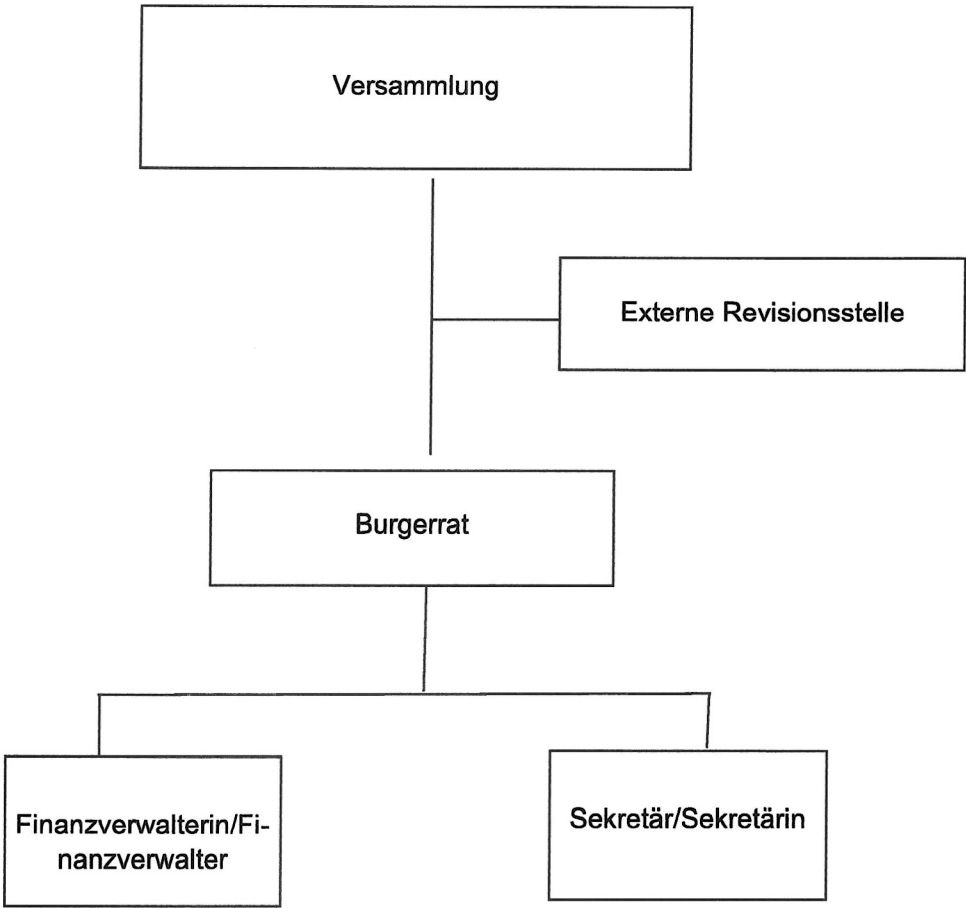 Versammlung
Externe Revisionsstelle
Burgerrat
Finanzverwalterin/Fi-
nanzverwalter
Sekretär/Sekretärin